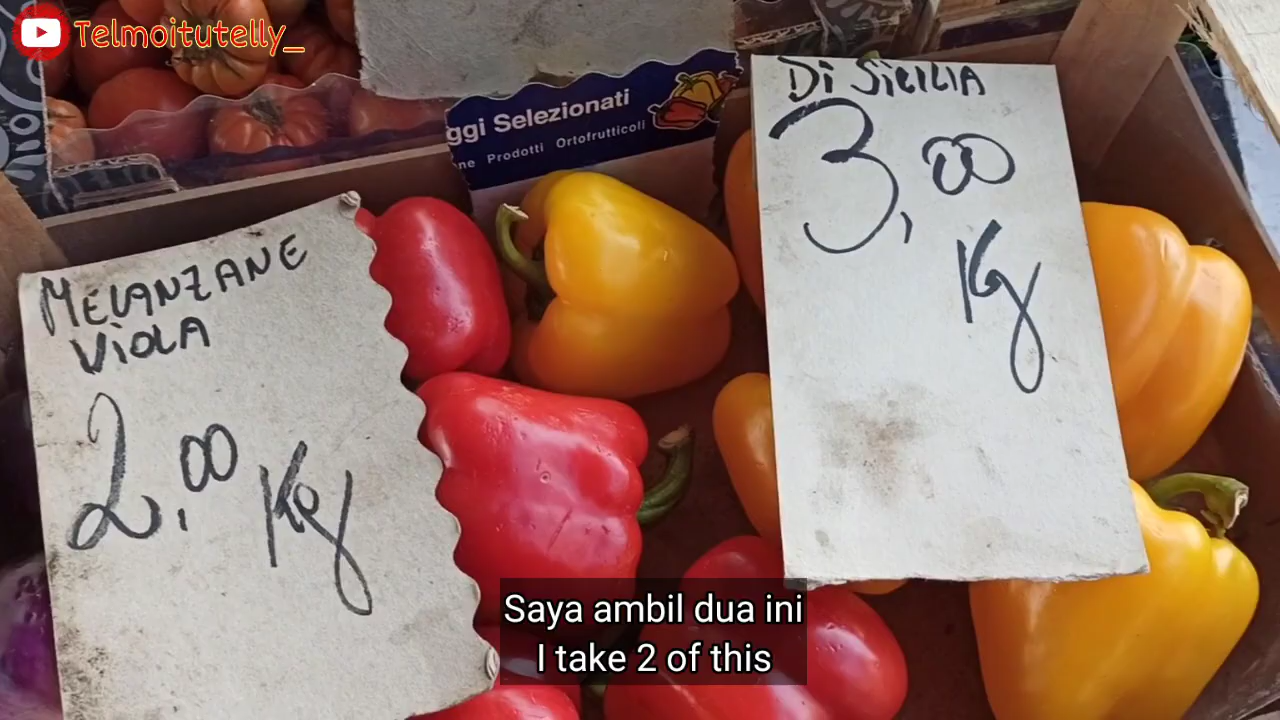 Telmoitutelly_
ggi Selezionati
ne Prodotti Ortofrutticoli
Di SiCiLiA
3,00
Kg
MELANZANE
ViOLA
2,00 Kg
Saya ambil dua ini
I take 2 of this